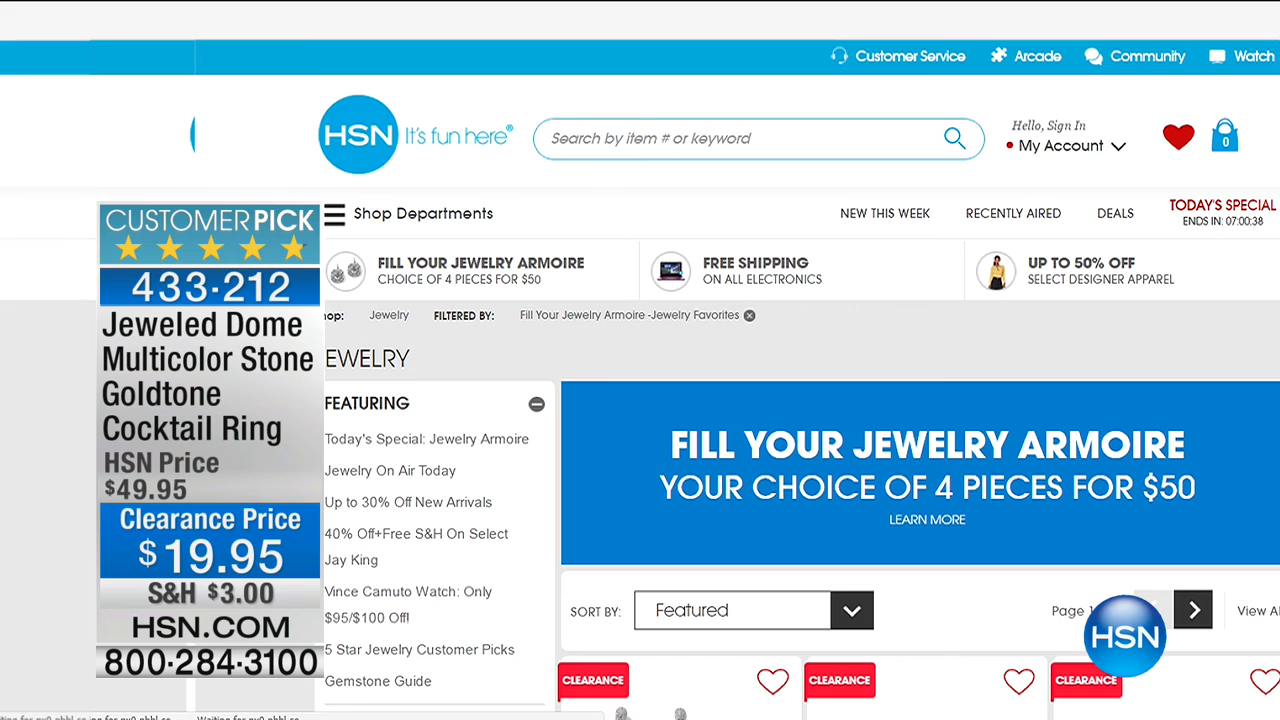 Customer Service Arcade Community Watch
HSN It's fun here®
Search by item # or keyword
Hello, Sign In
My Account
0
Shop Departments
NEW THIS WEEK RECENTLY AIRED DEALS
TODAY'S SPECIAL
ENDS IN: 07:00:38
FILL YOUR JEWELRY ARMOIRE
CHOICE OF 4 PIECES FOR $50
FREE SHIPPING
ON ALL ELECTRONICS
UP TO 50% OFF
SELECT DESIGNER APPAREL
CUSTOMER PICK
433-212
Jeweled Dome
Multicolor Stone
Goldtone
Cocktail Ring
HSN Price
$49.95
Clearance Price
$19.95
S&H $3.00
HSN.COM
800-284-3100
Jewelry FILTERED BY: Fill Your Jewelry Armoire -Jewelry Favorites
EWELRY
FEATURING
Today's Special: Jewelry Armoire
Jewelry On Air Today
Up to 30% Off New Arrivals
40% Off+Free S&H On Select
Jay King
Vince Camuto Watch: Only
$95/$100 Off!
5 Star Jewelry Customer Picks
Gemstone Guide
FILL YOUR JEWELRY ARMOIRE
YOUR CHOICE OF 4 PIECES FOR $50
LEARN MORE
SORT BY: Featured
Page
View
HSN
CLEARANCE
CLEARANCE
CLEARANCE